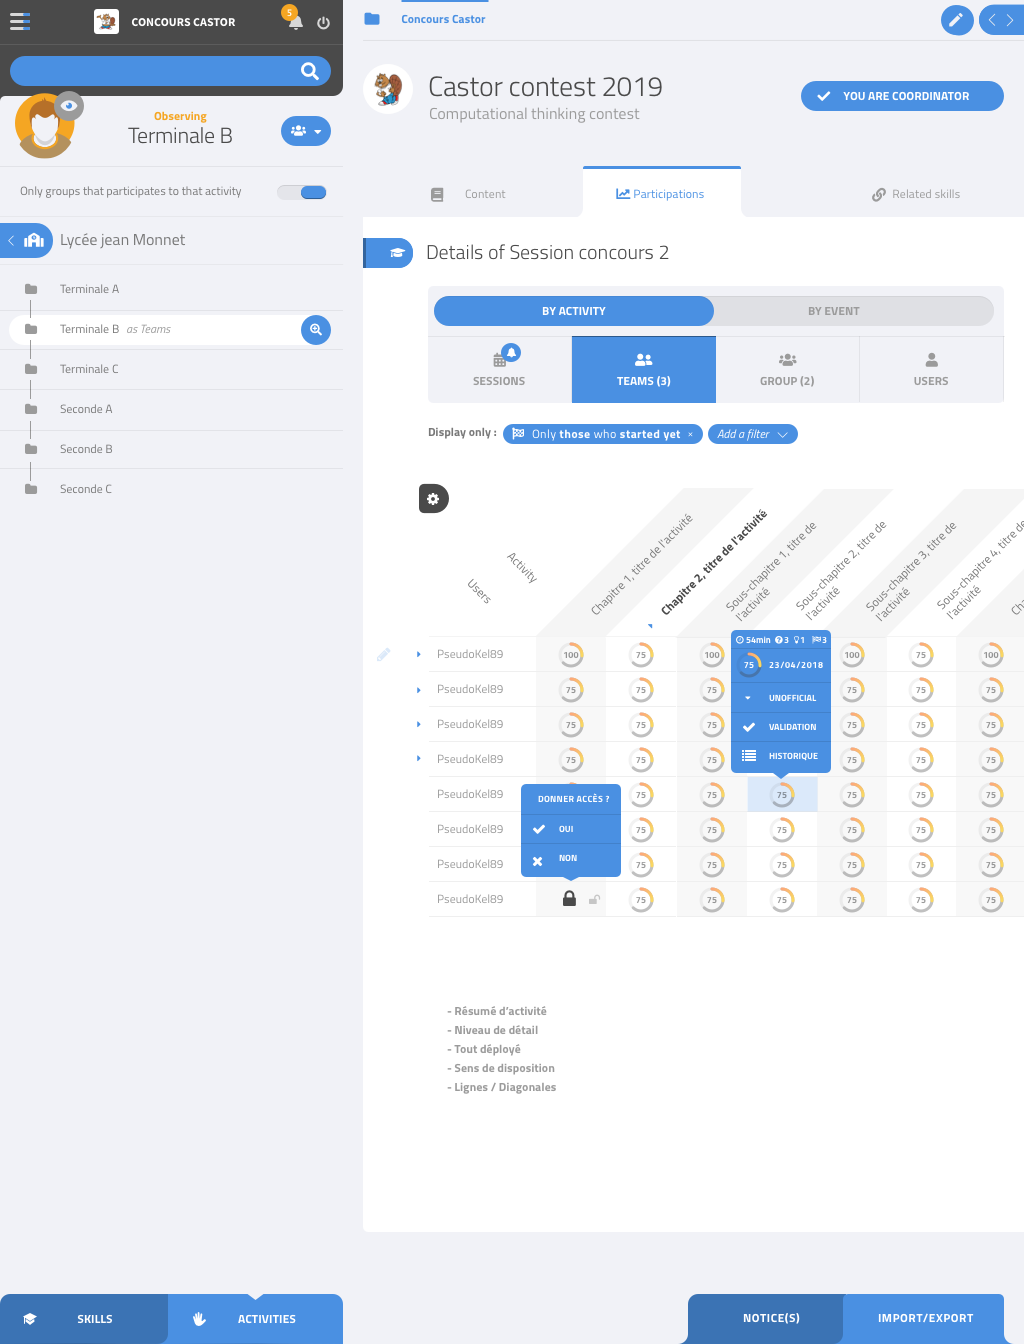 CONCOURS CASTOR
5
Concours Castor
Castor contest 2019
Computational thinking contest
YOU ARE COORDINATOR
Observing
Terminale B
Only groups that participates to that activity
Content
Participations
Related skills
Lycée jean Monnet
Terminale A
Terminale B as Teams
Terminale C
Seconde A
Seconde B
Seconde C
Details of Session concours 2
BY ACTIVITY
BY EVENT
SESSIONS
TEAMS (3)
GROUP (2)
USERS
Display only :
Only those who started yet ×
Add a filter
Users
Activity
Chapitre 1, titre de l'activité
Chapitre 2, titre de l'activité
Sous-chapitre 1, titre de
l'activité
Sous-chapitre 2, titre de
l'activité
Sous-chapitre 3, titre de
l'activité
Sous-chapitre 4, titre de
l'activité
PseudoKel89 100 75 100 100 75 100
PseudoKel89 75 75 75 75 75 75
PseudoKel89 75 75 75 75 75 75
PseudoKel89 75 75 75 75 75 75
PseudoKel89 75 75 75 75 75 75
PseudoKel89 75 75 75 75 75 75
PseudoKel89 75 75 75 75 75 75
PseudoKel89 75 75 75 75 75 75
54min 3 1 3
75 23/04/2018
UNOFFICIAL
VALIDATION
HISTORIQUE
DONNER ACCÈS ?
OUI
NON
- Résumé d'activité
- Niveau de détail
- Tout déployé
- Sens de disposition
- Lignes / Diagonales
SKILLS
ACTIVITIES
NOTICE(S)
IMPORT/EXPORT